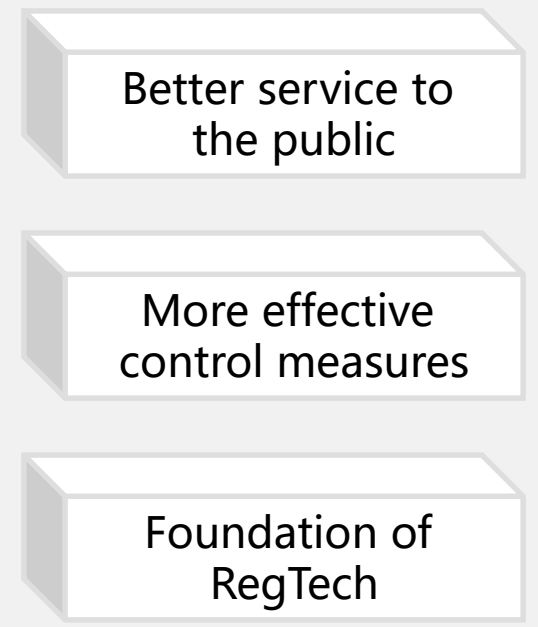 Better service to
the public
More effective
control measures
Foundation of
RegTech